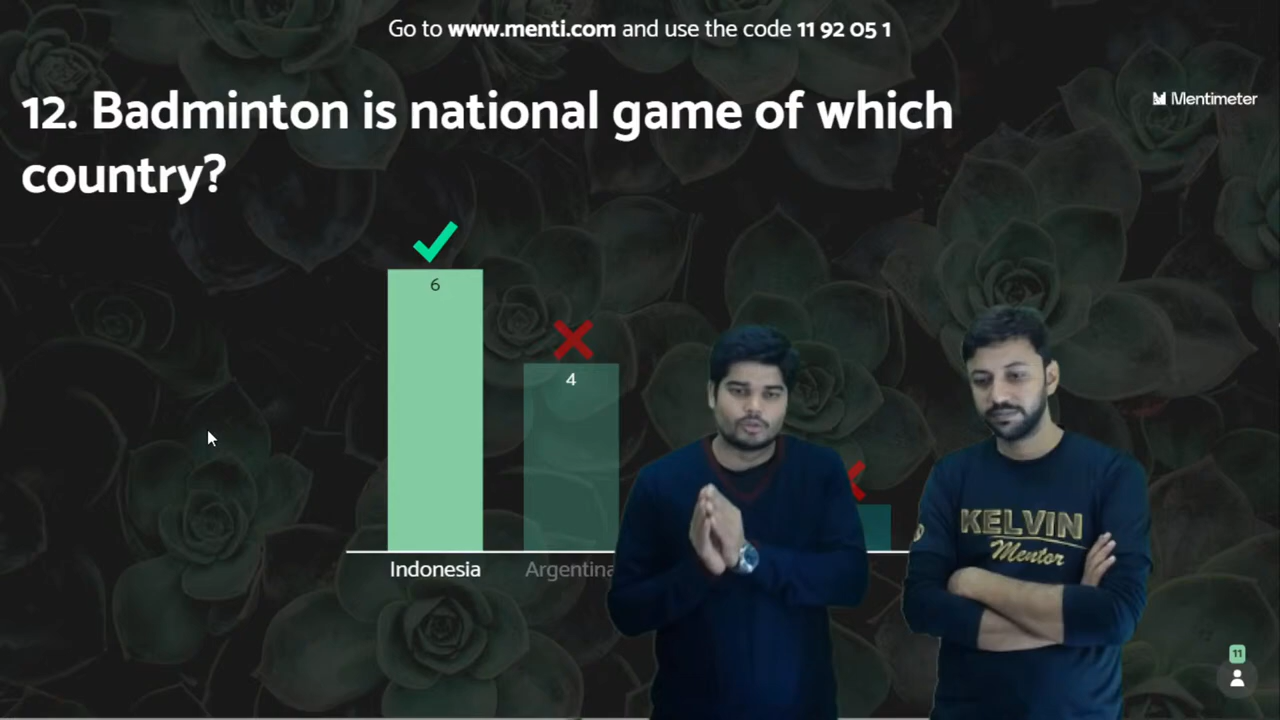 Go to www.menti.com and use the code 11 92 05 1
Mentimeter
12. Badminton is national game of which
country?
6
4
Indonesia
Argentina
KELVIN
Mentor
11